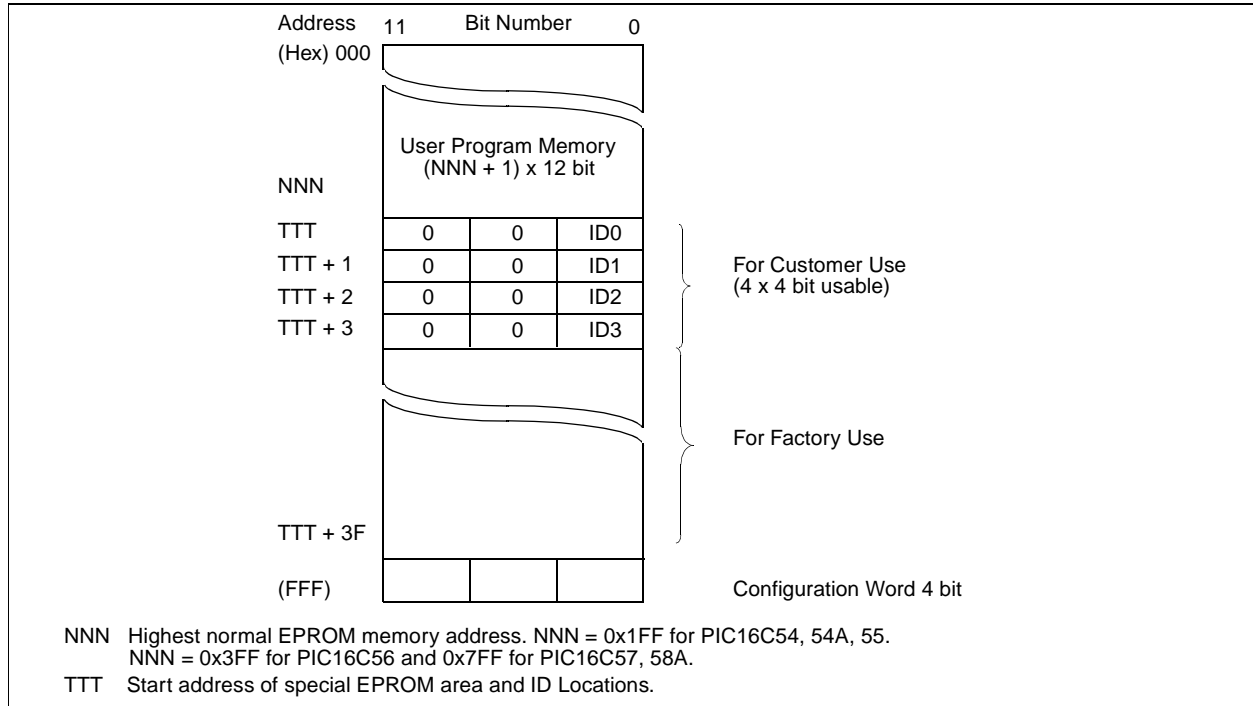 Address 11 Bit Number 0
(Hex) 000
User Program Memory
(NNN + 1) x 12 bit
NNN
TTT 0 0 ID0
TTT + 1 0 0 ID1
TTT + 2 0 0 ID2
TTT + 3 0 0 ID3
For Customer Use
(4 x 4 bit usable)
For Factory Use
TTT + 3F
(FFF) Configuration Word 4 bit
NNN Highest normal EPROM memory address. NNN = 0x1FF for PIC16C54, 54A, 55.
NNN = 0x3FF for PIC16C56 and 0x7FF for PIC16C57, 58A.
TTT Start address of special EPROM area and ID Locations.